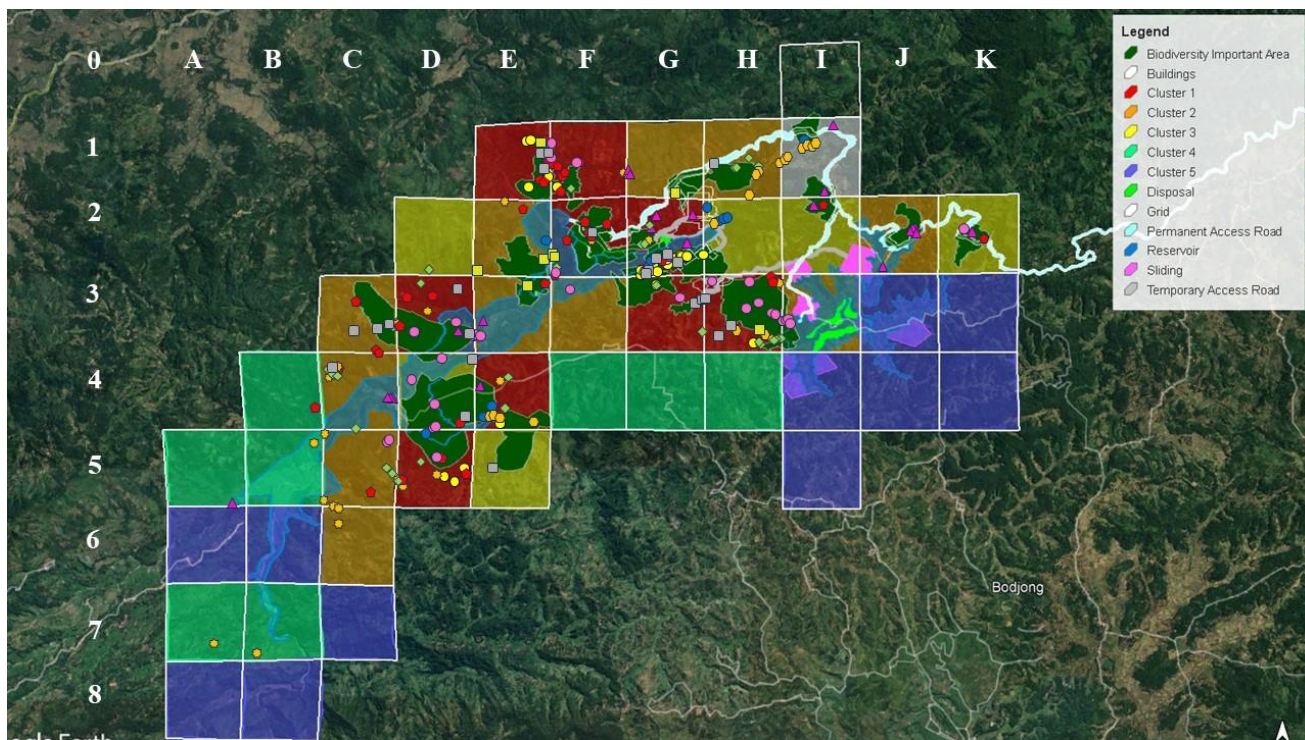 Legend
Biodiversity Important Area
Buildings
Cluster 1
Cluster 2
Cluster 3
Cluster 4
Cluster 5
Disposal
Grid
Permanent Access Road
Reservoir
Sliding
Temporary Access Road
A B C D E F G H I J K
0
1
2
3
4
5
6
7
8
Bodjong